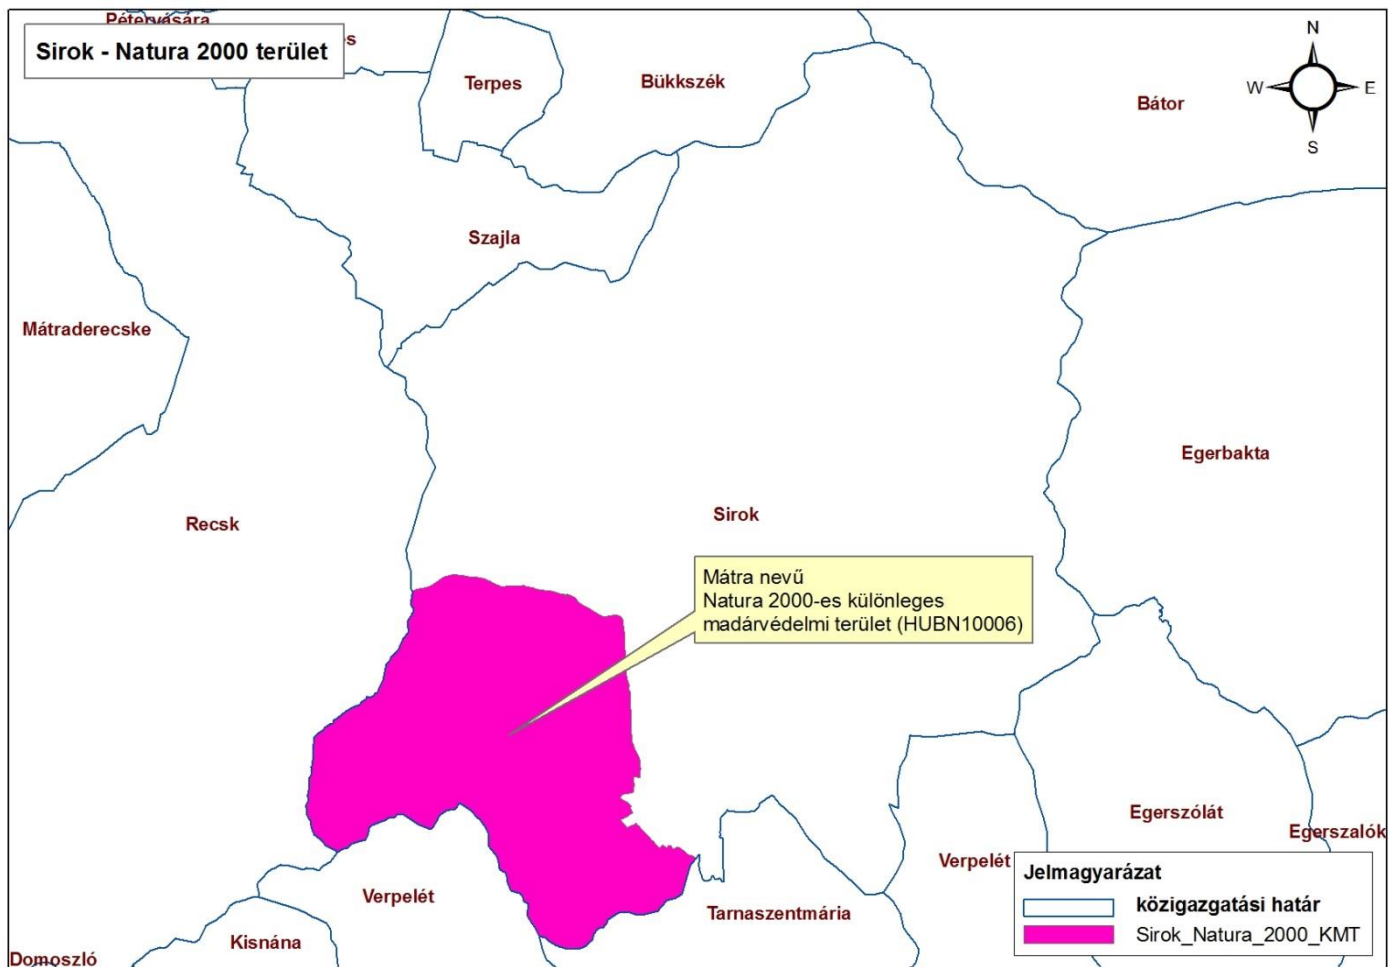 Pétervására
Sirok - Natura 2000 terület
es
Terpes
Bükkszék
Bátor
N
W
E
S
Szajla
Mátraderecske
Egerbakta
Recsk
Sirok
Mátra nevű
Natura 2000-es különleges
madárvédelmi terület (HUBN10006)
Egerszólát
Egerszalók
Verpelét
Verpelét
Tarnaszentmária
Kisnána
Domoszló
Jelmagyarázat
közigazgatási határ
Sirok_Natura_2000_KMT